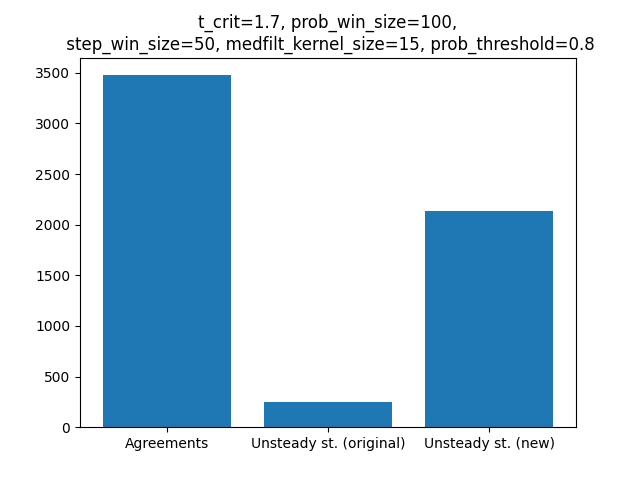 t_crit=1.7, prob_win_size=100,
step_win_size=50, medfilt_kernel_size=15, prob_threshold=0.8
3500
3000
2500
2000
1500
1000
500
0
Agreements
Unsteady st. (original)
Unsteady st. (new)